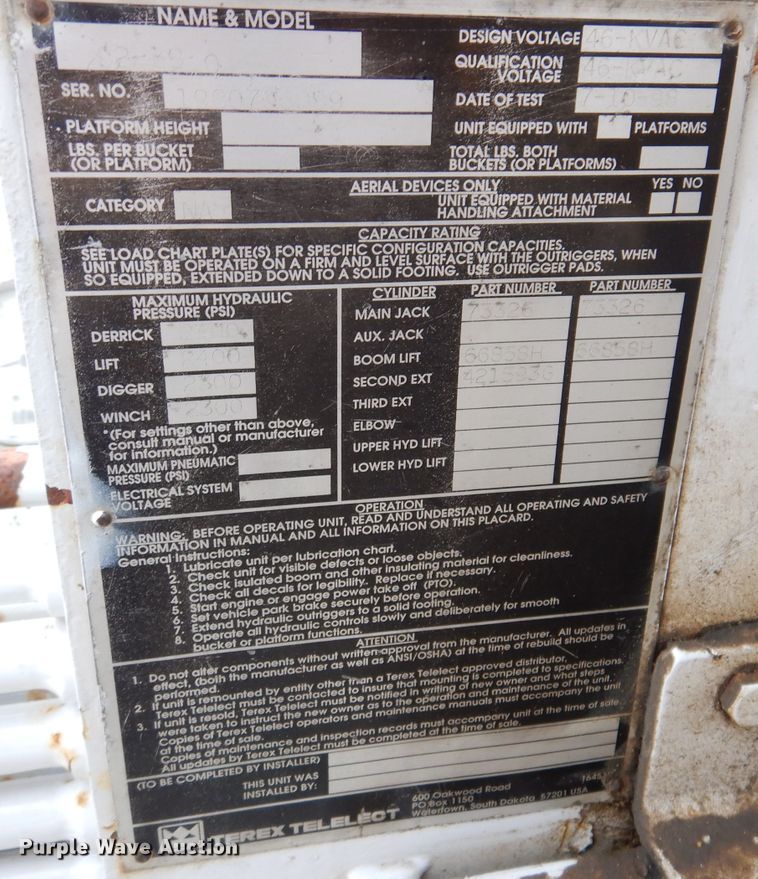 NAME & MODEL
DESIGN VOLTAGE 46-KVAC
QUALIFICATION VOLTAGE 46-KVAC
SER. NO.
DATE OF TEST
PLATFORM HEIGHT
UNIT EQUIPPED WITH PLATFORMS
LBS. PER BUCKET (OR PLATFORM)
TOTAL LBS. BOTH BUCKETS (OR PLATFORMS)
AERIAL DEVICES ONLY
YES NO
CATEGORY NA
UNIT EQUIPPED WITH MATERIAL HANDLING ATTACHMENT
CAPACITY RATING
SEE LOAD CHART PLATE(S) FOR SPECIFIC CONFIGURATION CAPACITIES.
UNIT MUST BE OPERATED ON A FIRM AND LEVEL SURFACE WITH THE OUTRIGGERS, WHEN
SO EQUIPPED, EXTENDED DOWN TO A SOLID FOOTING. USE OUTRIGGER PADS.
MAXIMUM HYDRAULIC
PRESSURE (PSI)
DERRICK
LIFT 2400
DIGGER 2300
WINCH 2300
*(For settings other than above,
consult manual or manufacturer
for information.)
MAXIMUM PNEUMATIC
PRESSURE (PSI)
ELECTRICAL SYSTEM
VOLTAGE
CYLINDER PART NUMBER PART NUMBER
MAIN JACK 73326 73326
AUX. JACK
BOOM LIFT 66858H 66858H
SECOND EXT
THIRD EXT
ELBOW
UPPER HYD LIFT
LOWER HYD LIFT
OPERATION
WARNING: BEFORE OPERATING UNIT, READ AND UNDERSTAND ALL OPERATING AND SAFETY
INFORMATION IN MANUAL AND ALL INFORMATION ON THIS PLACARD.
General Instructions:
1. Lubricate unit per lubrication chart.
2. Check unit for visible defects or loose objects.
3. Check isulated boom and other insulating material for cleanliness.
4. Check all decals for legibility. Replace if necessary.
5. Start engine or engage power take off (PTO).
6. Set vehicle park brake securely before operation.
7. Extend hydraulic outriggers to a solid footing.
8. Operate all hydraulic controls slowly and deliberately for smooth
bucket or platform functions.
ATTENTION
1. Do not alter components without written approval from the manufacturer. All updates in
effect, (both the manufacturer as well as ANSI/OSHA) at the time of rebuild should be
performed.
2. If unit is remounted by entity other than a Terex Telelect approved distributor,
Terex Telelect must be contacted to insure that mounting is completed to specifications.
3. If unit is resold, Terex Telelect must be notified in writing of new owner and what steps
were taken to instruct the new owner as to the operation and maintenance of the unit.
Copies of Terex Telelect operators and maintenance manuals must accompany the unit
at the time of sale.
Copies of maintenance and inspection records must accompany unit at the time of sale.
All updates by Terex Telelect must be completed at the time of sale.
(TO BE COMPLETED BY INSTALLER)
THIS UNIT WAS
INSTALLED BY:
TEREX TELELECT
600 Oakwood Road
PO Box 1150
Watertown, South Dakota 57201 USA
Purple Wave Auction